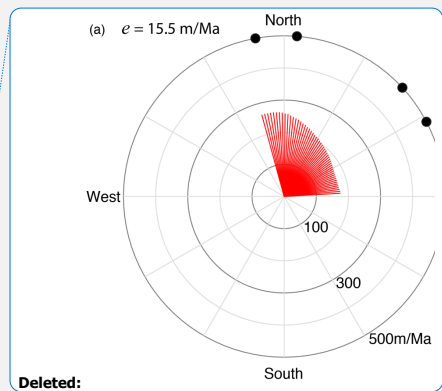 (a) e = 15.5 m/Ma
North
West
100
300
500m/Ma
South
Deleted: